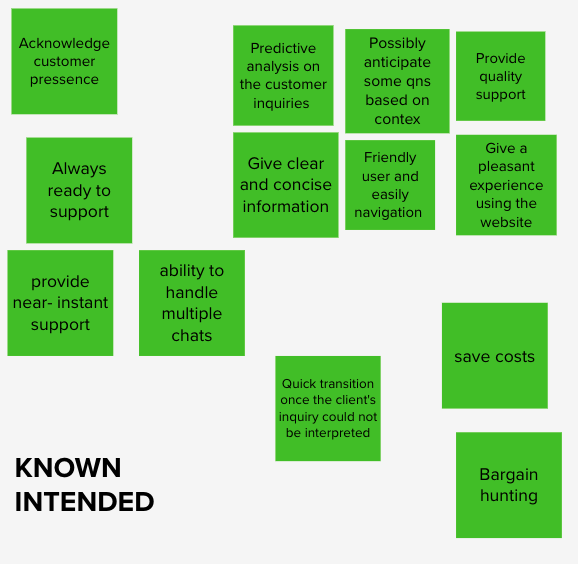 Acknowledge
customer
pressence
Predictive
analysis on
the customer
inquiries
Possibly
anticipate
some qns
based on
contex
Provide
quality
support
Always
ready to
support
Give clear
and concise
information
Friendly
user and
easily
navigation
Give a
pleasant
experience
using the
website
provide
near- instant
support
ability to
handle
multiple
chats
save costs
Quick transition
once the client's
inquiry could not
be interpreted
Bargain
hunting
KNOWN
INTENDED